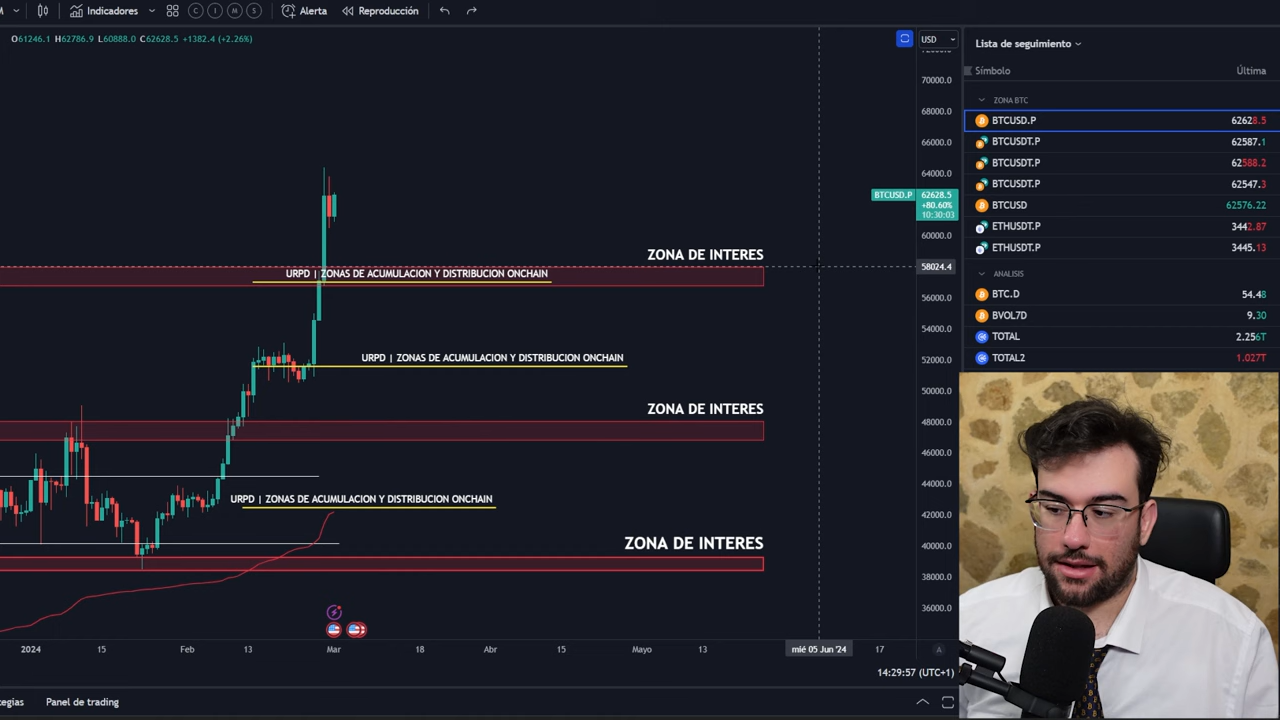 M Indicadores C I M S Alerta Reproducción
O61246.1 H62786.9 L60888.0 C62628.5 +1382.4 (+2.26%)
USD
70000.0
68000.0
66000.0
64000.0
BTCUSD.P 62628.5
+80.60%
10:30:03
60000.0
58024.4
56000.0
54000.0
52000.0
50000.0
48000.0
46000.0
44000.0
42000.0
40000.0
38000.0
36000.0
ZONA DE INTERES
URPD | ZONAS DE ACUMULACION Y DISTRIBUCION ONCHAIN
URPD | ZONAS DE ACUMULACION Y DISTRIBUCION ONCHAIN
ZONA DE INTERES
URPD | ZONAS DE ACUMULACION Y DISTRIBUCION ONCHAIN
ZONA DE INTERES
2024 15 Feb 13 Mar 18 Abr 15 Mayo 13 mié 05 Jun '24 17 A
14:29:57 (UTC+1)
Panel de trading
Lista de seguimiento
Símbolo Última
ZONA BTC
BTCUSD.P 62628.5
BTCUSDT.P 62587.1
BTCUSDT.P 62588.2
BTCUSDT.P 62547.3
BTCUSD 62576.22
ETHUSDT.P 3442.87
ETHUSDT.P 3445.13
ANALISIS
BTC.D 54.48
BVOL7D 9.30
TOTAL 2.256T
TOTAL2 1.027T